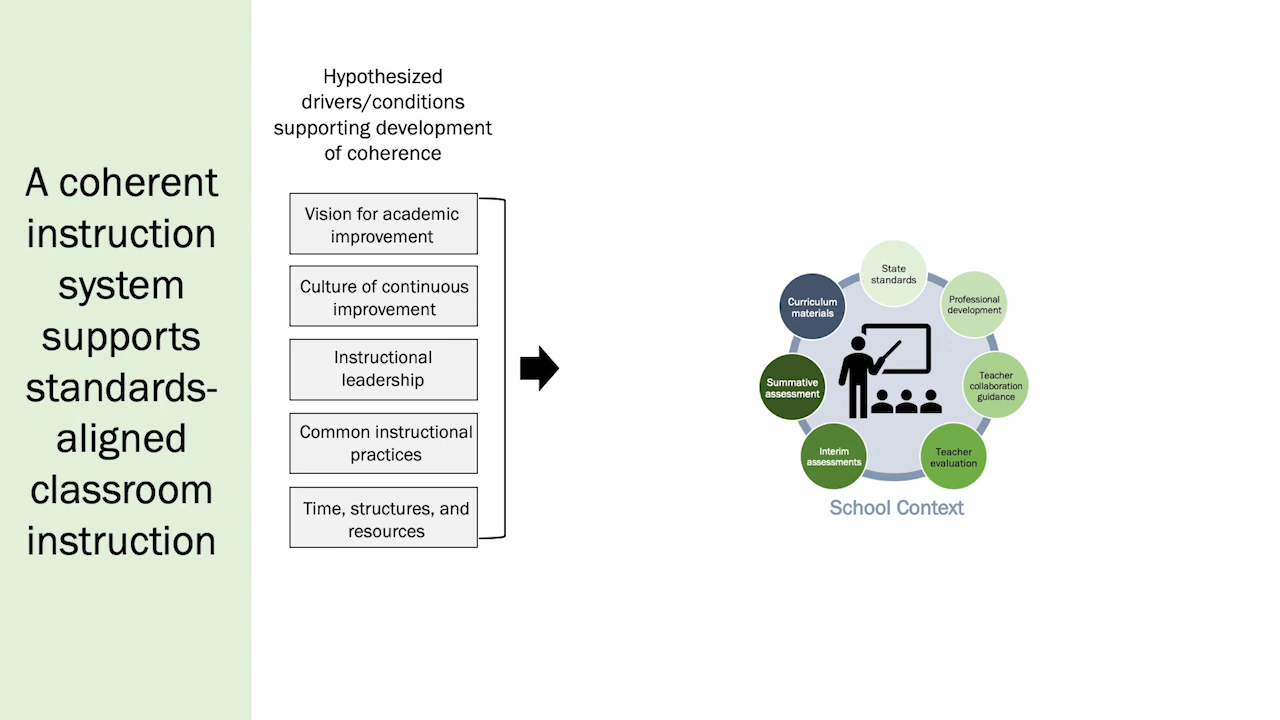 A coherent
instruction
system
supports
standards-
aligned
classroom
instruction
Hypothesized
drivers/conditions
supporting development
of coherence
Vision for academic
improvement
Culture of continuous
improvement
Instructional
leadership
Common instructional
practices
Time, structures, and
resources
State
standards
Professional
development
Teacher
collaboration
guidance
Teacher
evaluation
Interim
assessments
Summative
assessment
Curriculum
materials
School Context